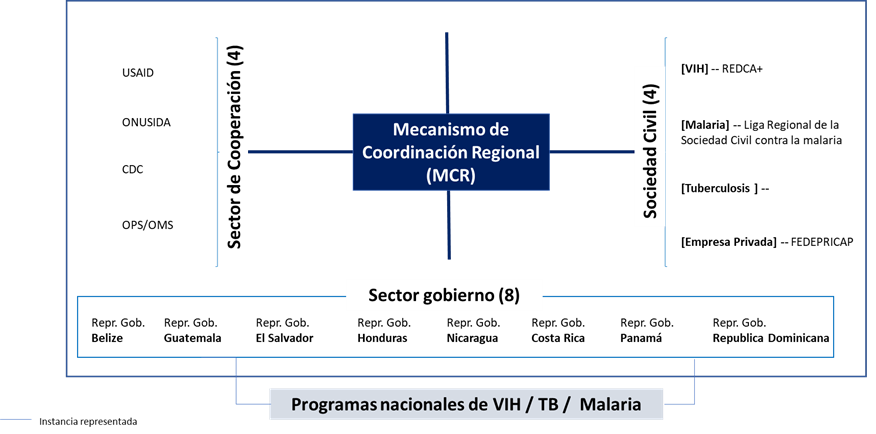 Sector de Cooperación (4)
USAID
ONUSIDA
CDC
OPS/OMS
Mecanismo de
Coordinación Regional
(MCR)
Sociedad Civil (4)
[VIH] -- REDCA+
[Malaria] -- Liga Regional de la
Sociedad Civil contra la malaria
[Tuberculosis ] --
[Empresa Privada] -- FEDEPRICAP
Sector gobierno (8)
Repr. Gob.
Belize
Repr. Gob.
Guatemala
Repr. Gob.
El Salvador
Repr. Gob.
Honduras
Repr. Gob.
Nicaragua
Repr. Gob.
Costa Rica
Repr. Gob.
Panamá
Repr. Gob.
Republica Dominicana
Programas nacionales de VIH / TB / Malaria
Instancia representada